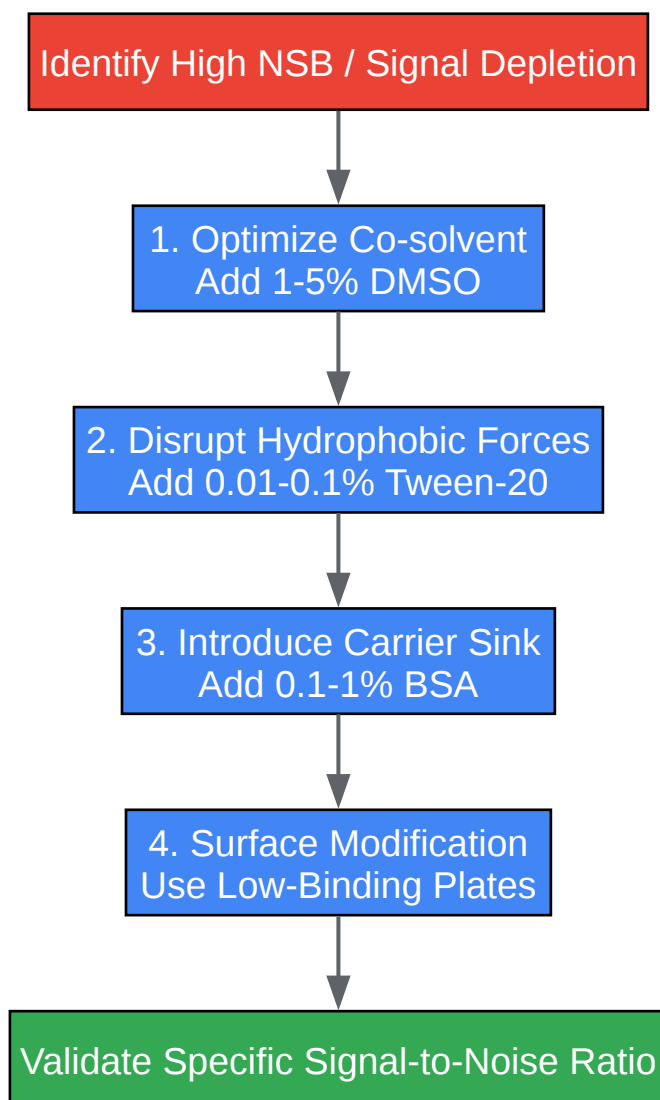 Identify High NSB / Signal Depletion
1. Optimize Co-solvent
Add 1-5% DMSO
2. Disrupt Hydrophobic Forces
Add 0.01-0.1% Tween-20
3. Introduce Carrier Sink
Add 0.1-1% BSA
4. Surface Modification
Use Low-Binding Plates
Validate Specific Signal-to-Noise Ratio